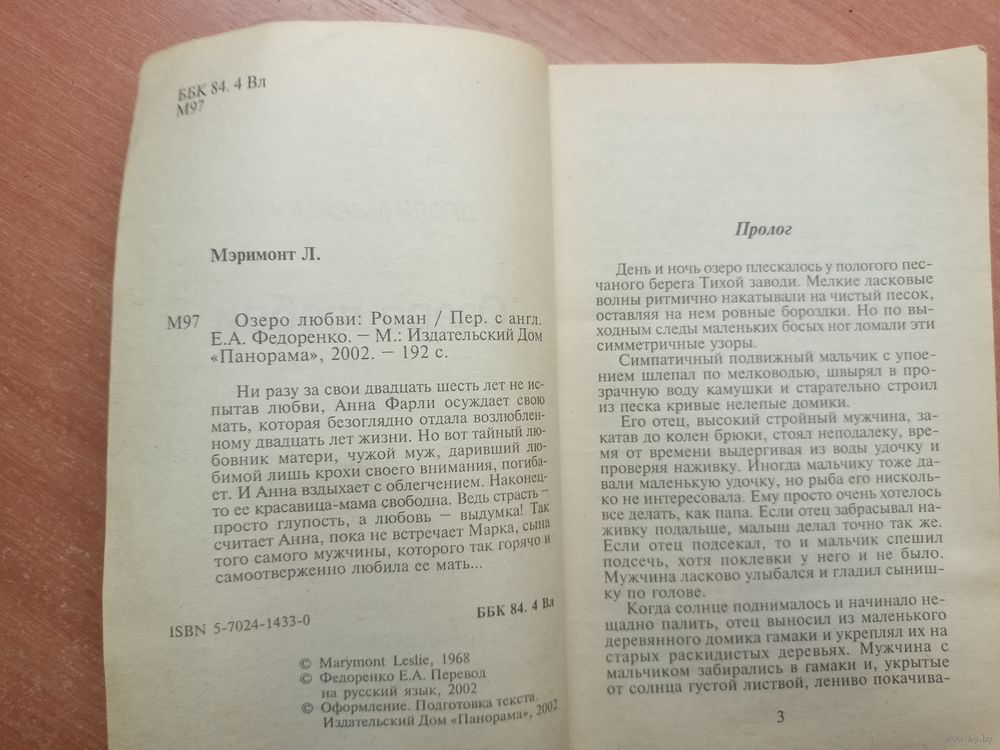 ББК 84. 4 Вл
М97
Мэримонт Л.
М97 Озеро любви: Роман / Пер. с англ.
Е.А. Федоренко. – М.: Издательский Дом
«Панорама», 2002. – 192 с.
Ни разу за свои двадцать шесть лет не ис-
пытав любви, Анна Фарли осуждает свою
мать, которая безоглядно отдала возлюблен-
ному двадцать лет жизни. Но вот тайный лю-
бовник матери, чужой муж, даривший лю-
бимой лишь крохи своего внимания, погиба-
ет. И Анна вздыхает с облегчением. Наконец-
то ее красавица-мама свободна. Ведь страсть –
просто глупость, а любовь – выдумка! Так
считает Анна, пока не встречает Марка, сына
того самого мужчины, которого так горячо и
самоотверженно любила ее мать...
ББК 84. 4 Вл
ISBN 5-7024-1433-0
© Marymont Leslie, 1968
© Федоренко Е.А. Перевод
на русский язык, 2002
© Оформление. Подготовка текста.
Издательский Дом «Панорама», 2002
Пролог
День и ночь озеро плескалось у пологого пес-
чаного берега Тихой заводи. Мелкие ласковые
волны ритмично накатывали на чистый песок,
оставляя на нем ровные бороздки. Но по вы-
ходным следы маленьких босых ног ломали эти
симметричные узоры.
Симпатичный подвижный мальчик с упое-
нием шлепал по мелководью, швырял в про-
зрачную воду камушки и старательно строил
из песка кривые нелепые домики.
Его отец, высокий стройный мужчина, за-
катав до колен брюки, стоял неподалеку, вре-
мя от времени выдергивая из воды удочку и
проверяя наживку. Иногда мальчику тоже да-
вали маленькую удочку, но рыба его нисколь-
ко не интересовала. Ему просто очень хотелось
все делать, как папа. Если отец забрасывал на-
живку подальше, малыш делал точно так же.
Если отец подсекал, то и мальчик спешил
подсечь, хотя поклевки у него и не было.
Мужчина ласково улыбался и гладил сыниш-
ку по голове.
Когда солнце поднималось и начинало не-
щадно палить, отец выносил из маленького
деревянного домика гамаки и укреплял их на
старых раскидистых деревьях. Мужчина с
мальчиком забирались в гамаки и, укрытые
от солнца густой листвой, лениво покачива-
3
www.ay.by